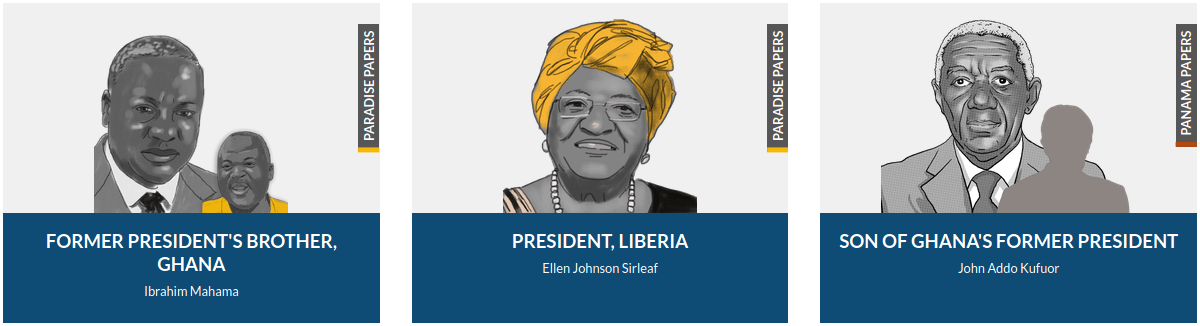 PARADISE PAPERS
FORMER PRESIDENT'S BROTHER,
GHANA
Ibrahim Mahama
PARADISE PAPERS
PRESIDENT, LIBERIA
Ellen Johnson Sirleaf
PANAMA PAPERS
SON OF GHANA'S FORMER PRESIDENT
John Addo Kufuor